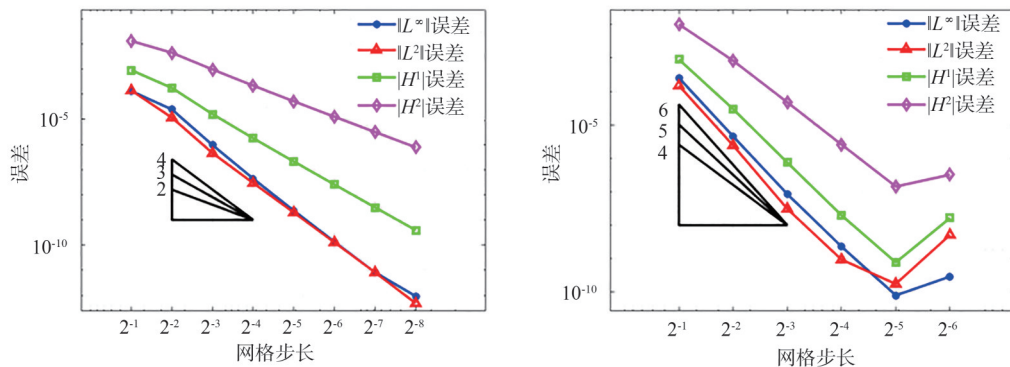 ‖L∞‖误差
‖L²‖误差
|H¹|误差
|H²|误差
10⁻⁵
10⁻¹⁰
误差
4
3
2
2⁻¹ 2⁻² 2⁻³ 2⁻⁴ 2⁻⁵ 2⁻⁶ 2⁻⁷ 2⁻⁸
网格步长
‖L∞‖误差
‖L²‖误差
|H¹|误差
|H²|误差
10⁻⁵
10⁻¹⁰
误差
6
5
4
2⁻¹ 2⁻² 2⁻³ 2⁻⁴ 2⁻⁵ 2⁻⁶ 2⁻⁷
网格步长